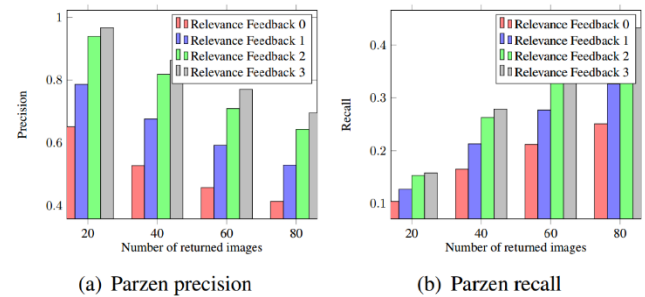 1
0.8
0.6
0.4
Precision
Relevance Feedback 0
Relevance Feedback 1
Relevance Feedback 2
Relevance Feedback 3
20 40 60 80
Number of returned images
(a) Parzen precision
0.4
0.3
0.2
0.1
Recall
Relevance Feedback 0
Relevance Feedback 1
Relevance Feedback 2
Relevance Feedback 3
20 40 60 80
Number of returned images
(b) Parzen recall